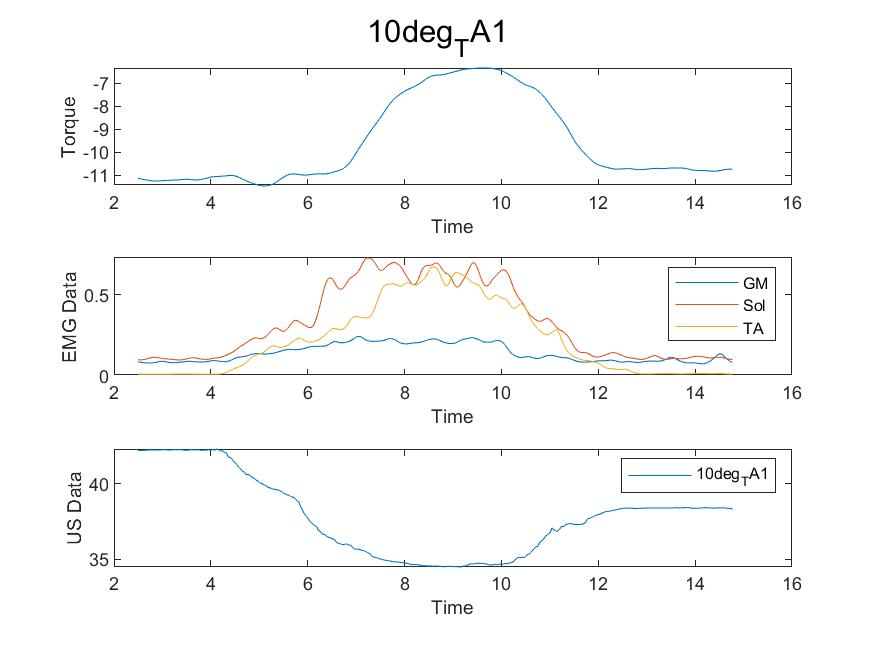 10deg_TA1
-7
-8
-9
-10
-11
Torque
2 4 6 8 10 12 14 16
Time
0.5
0
EMG Data
GM
Sol
TA
2 4 6 8 10 12 14 16
Time
40
35
US Data
10deg_TA1
2 4 6 8 10 12 14 16
Time